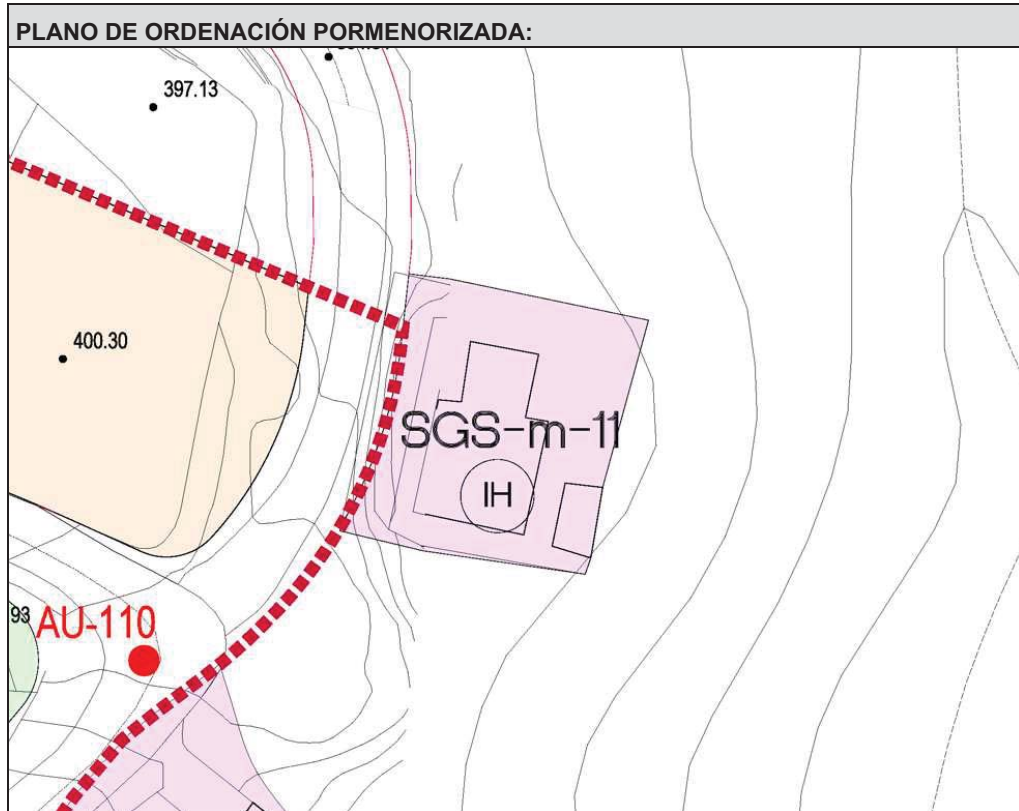 PLANO DE ORDENACIÓN PORMENORIZADA:
397.13
400.30
SGS-m-11
IH
93 AU-110